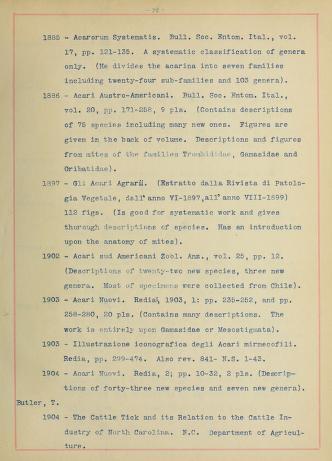 1885 - Acarorum Systematis. Bull. Soc. Entom. Ital., vol.
17, pp. 121-135. A systematic classification of genera
only. (He divides the acarina into seven families
including twenty-four sub-families and 103 genera).
1886 - Acari Austro-Americani. Bull. Soc. Entom. Ital.,
vol. 20, pp. 171-258, 9 pls. (Contains descriptions
of 75 species including many new ones. Figures are
given in the back of volume. Descriptions and figures
from mites of the families Trombididae, Gamasidae and
Oribatidae).
1897 - Gli Acari Agrarii. (Estratto dalla Rivista di Patolo-
gia Vegetale, dall' anno VI-1897, all' anno VIII-1899)
112 figs. (Is good for systematic work and gives
thorough descriptions of species. Has an introduction
upon the anatomy of mites).
1902 - Acari sud Americani Zool. Anz., vol. 25, pp. 12.
(Descriptions of twenty-two new species, three new
genera. Most of specimens were collected from Chile).
1903 - Acari Nuovi. Redia, 1903, 1: pp. 235-252, and pp.
258-280, 20 pls. (Contains many descriptions. The
work is entirely upon Gamasidae or Mesostigmata).
1903 - Illustrazione iconografica degli Acari mirmecofili.
Redia, pp. 299-474. Also rev. 841- N.S. 1-43.
1904 - Acari Nuovi. Redia, 2; pp. 10-32, 2 pls. (Descrip-
tions of forty-three new species and seven new genera).
Butler, T.
1904 - The Cattle Tick and its Relation to the Cattle In-
dustry of North Carolina. N.C. Department of Agricul-
ture.